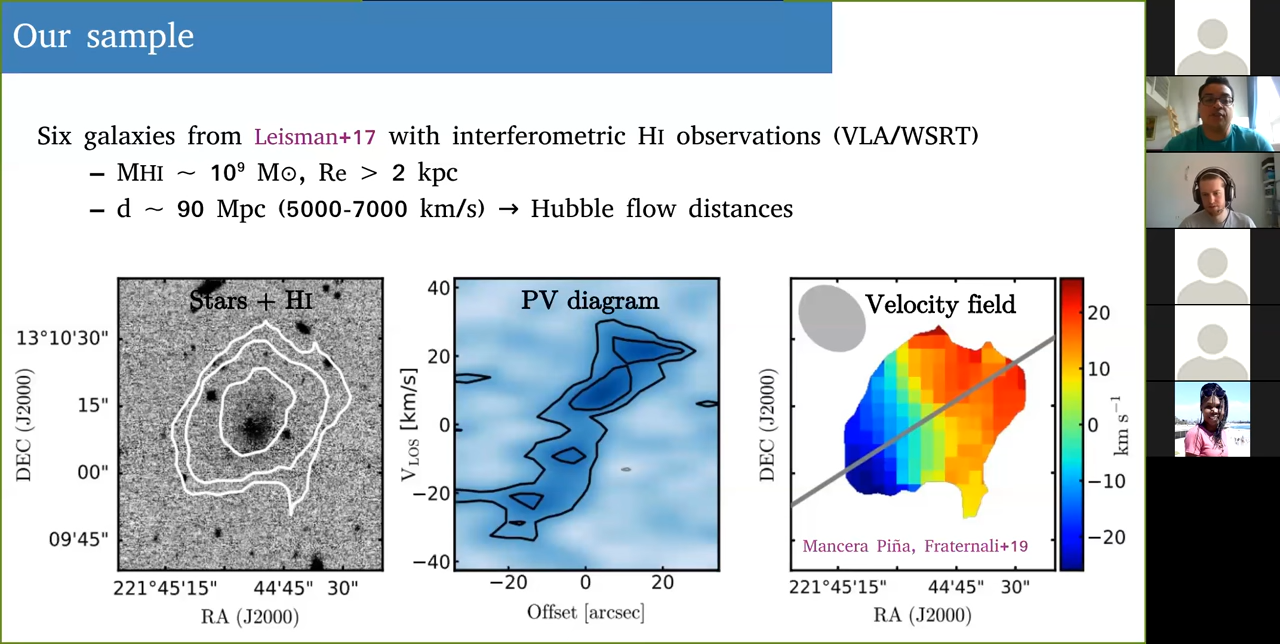 Our sample
Six galaxies from Leisman+17 with interferometric HI observations (VLA/WSRT)
– MHI ~ 10⁹ M⊙, Re > 2 kpc
– d ~ 90 Mpc (5000-7000 km/s) → Hubble flow distances
Stars + HI
DEC (J2000)
13°10'30"
15"
00"
09'45"
221°45'15" 44'45" 30"
RA (J2000)
PV diagram
V_LOS [km/s]
40
20
0
−20
−40
−20 0 20
Offset [arcsec]
Velocity field
DEC (J2000)
Mancera Piña, Fraternali+19
221°45'15" 44'45" 30"
RA (J2000)
20
10
0
−10
−20
km s⁻¹